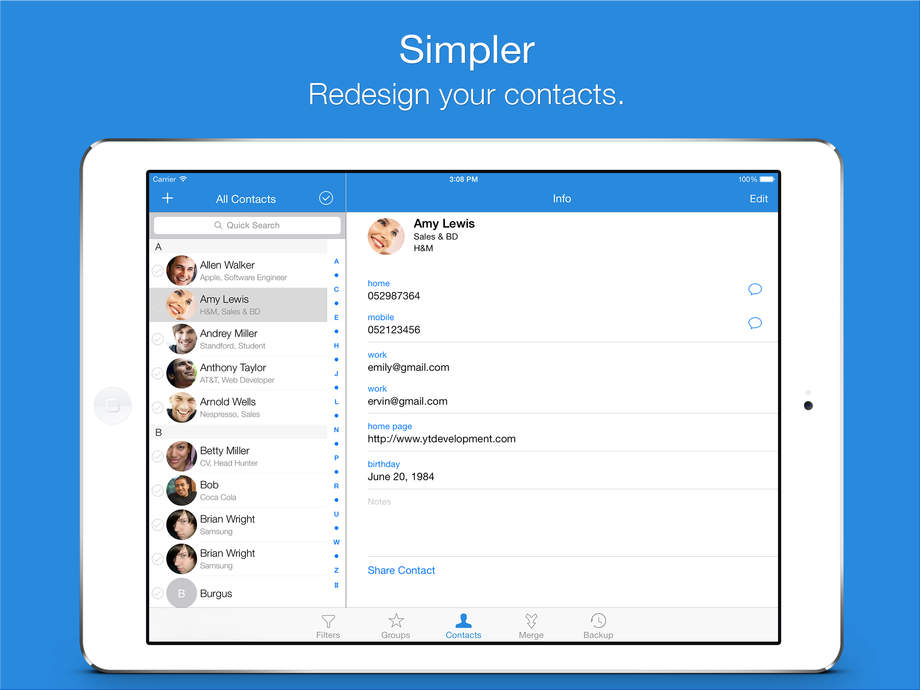 Simpler
Redesign your contacts.
Carrier
3:08 PM
100%
+
All Contacts
Info
Edit
Quick Search
A
Allen Walker
Apple, Software Engineer
Amy Lewis
H&M, Sales & BD
Andrey Miller
Standford, Student
Anthony Taylor
AT&T, Web Developer
Arnold Wells
Nespresso, Sales
B
Betty Miller
CV, Head Hunter
Bob
Coca Cola
Brian Wright
Samsung
Brian Wright
Samsung
B
Burgus
A
C
E
H
J
L
N
P
R
U
W
Z
#
Amy Lewis
Sales & BD
H&M
home
052987364
mobile
052123456
work
emily@gmail.com
work
ervin@gmail.com
home page
http://www.ytdevelopment.com
birthday
June 20, 1984
Notes
Share Contact
Filters
Groups
Contacts
Merge
Backup